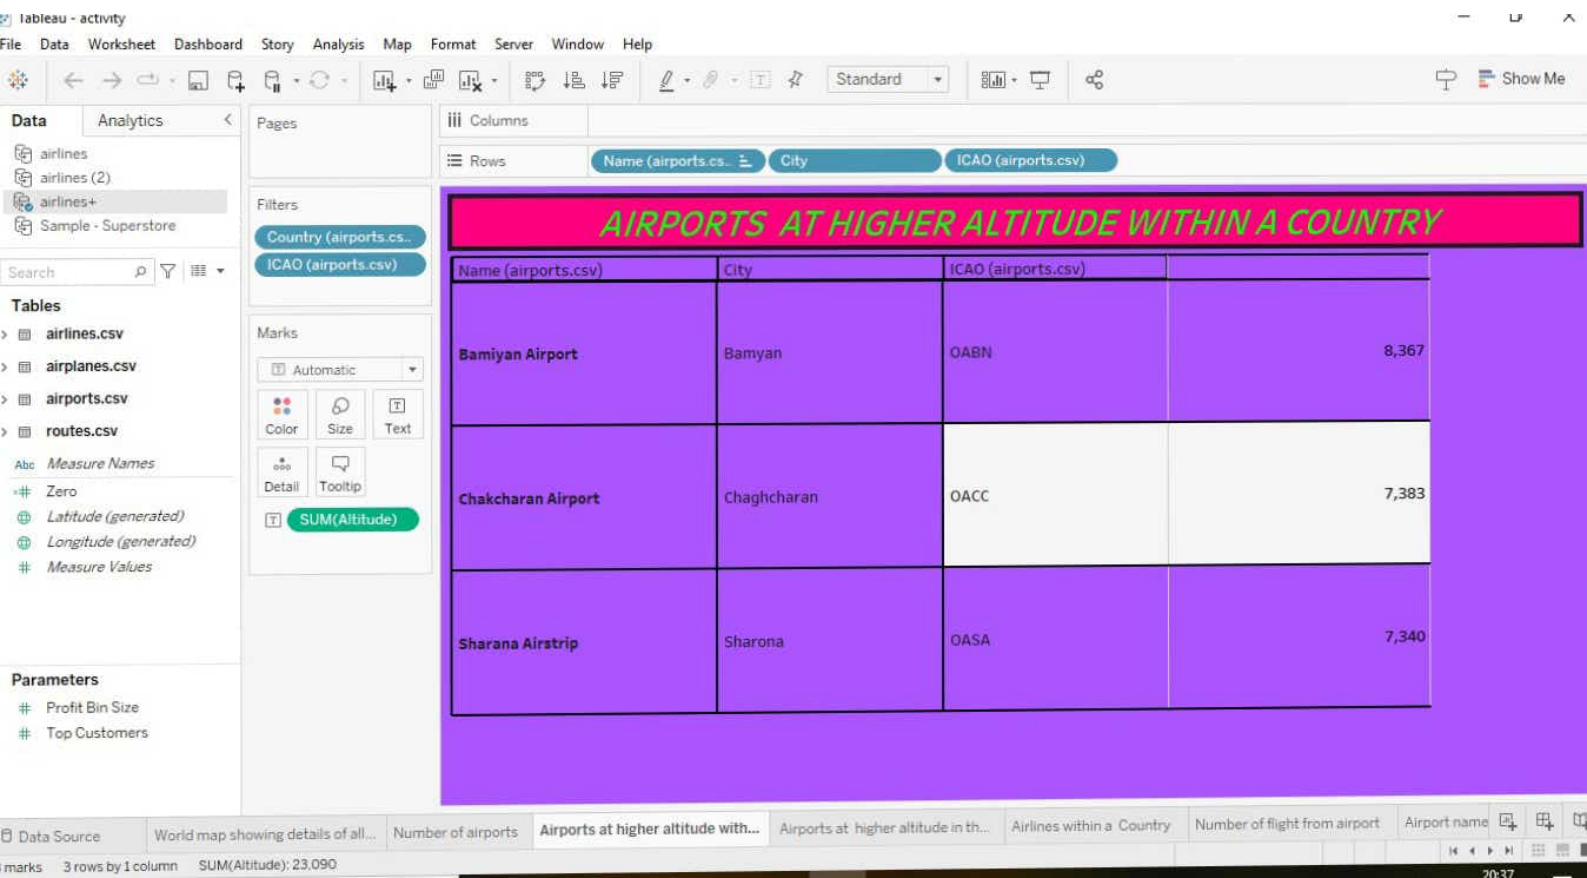 Tableau - activity
File Data Worksheet Dashboard Story Analysis Map Format Server Window Help
Standard
Show Me
Data Analytics
airlines
airlines (2)
airlines+
Sample - Superstore
Search
Tables
airlines.csv
airplanes.csv
airports.csv
routes.csv
Abc Measure Names
# Zero
Latitude (generated)
Longitude (generated)
# Measure Values
Parameters
# Profit Bin Size
# Top Customers
Pages
Filters
Country (airports.cs..
ICAO (airports.csv)
Marks
T Automatic
Color Size Text
Detail Tooltip
T SUM(Altitude)
iii Columns
Rows Name (airports.cs.. City ICAO (airports.csv)
AIRPORTS AT HIGHER ALTITUDE WITHIN A COUNTRY
Name (airports.csv) City ICAO (airports.csv)
Bamiyan Airport Bamyan OABN 8,367
Chakcharan Airport Chaghcharan OACC 7,383
Sharana Airstrip Sharona OASA 7,340
Data Source World map showing details of all... Number of airports Airports at higher altitude with... Airports at higher altitude in th... Airlines within a Country Number of flight from airport Airport name
marks 3 rows by 1 column SUM(Altitude): 23,090
20:37